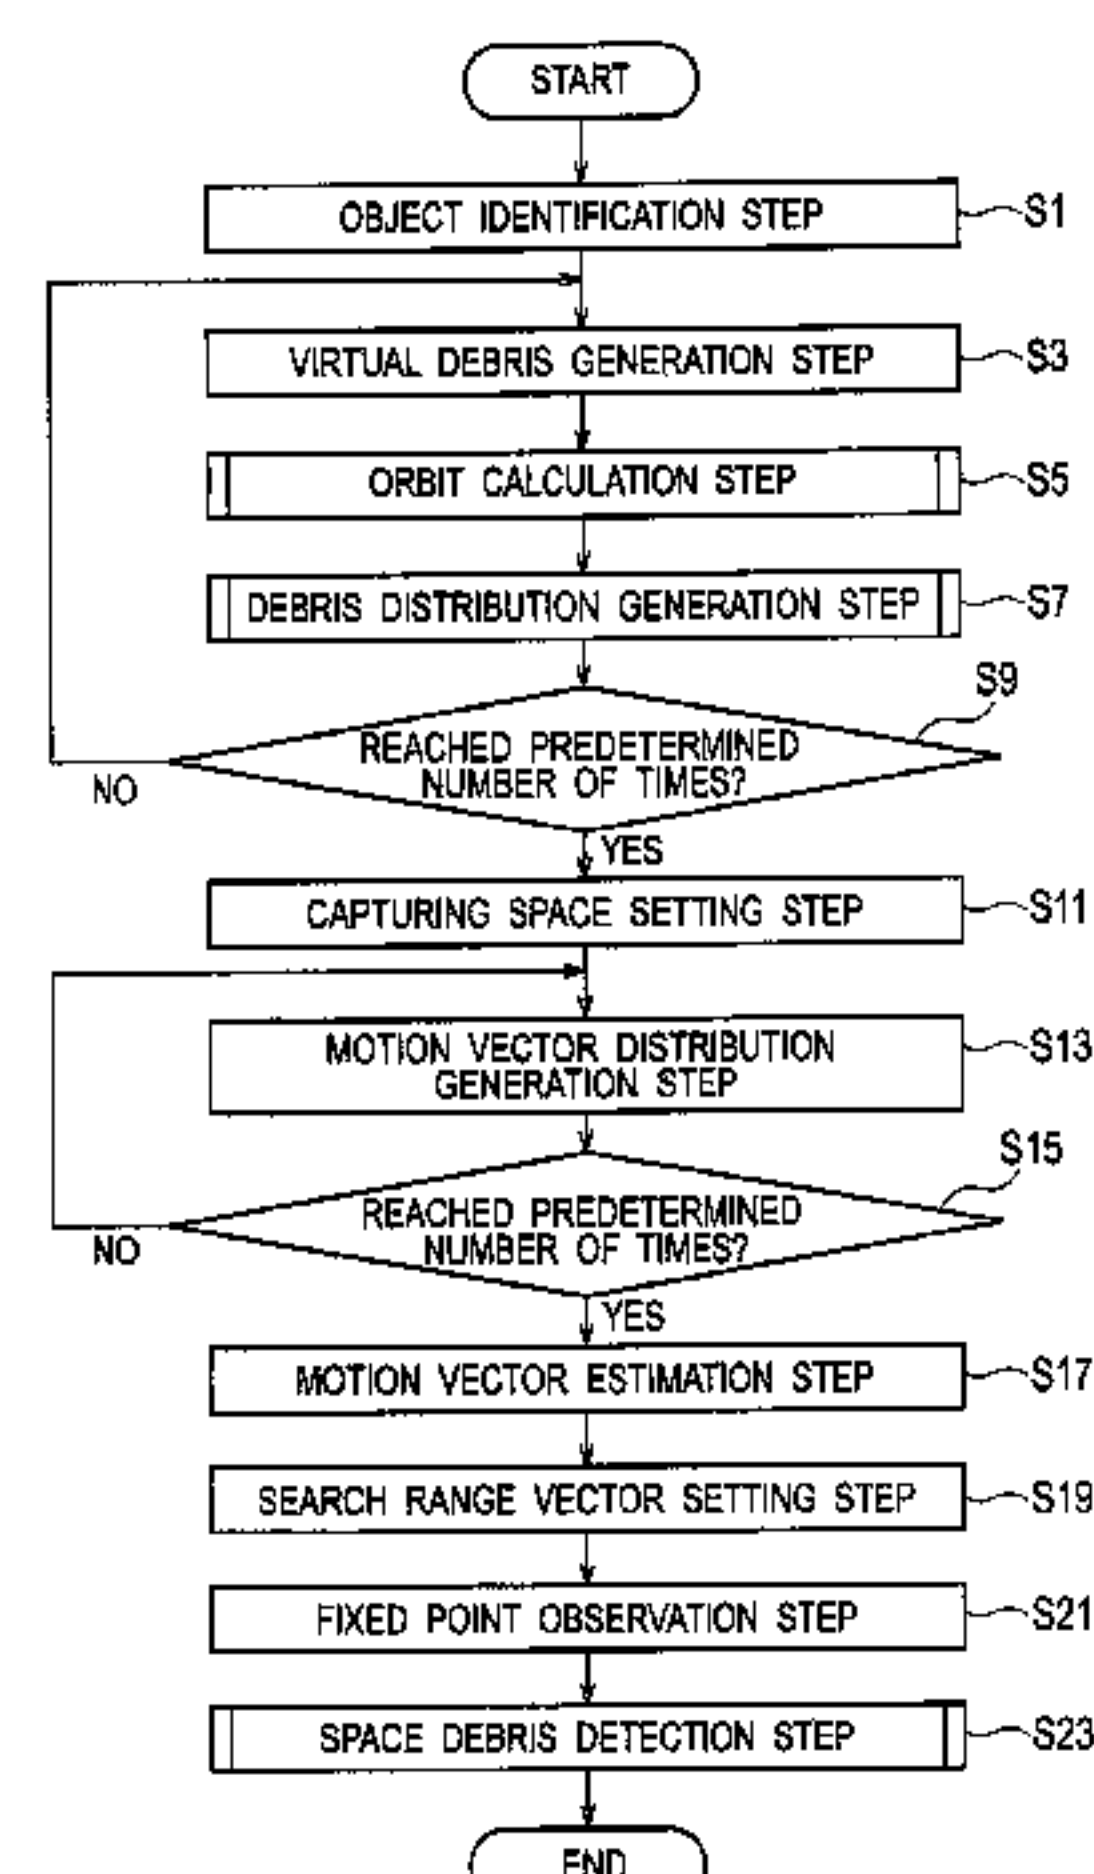 START
OBJECT IDENTIFICATION STEP
S1
VIRTUAL DEBRIS GENERATION STEP
S3
ORBIT CALCULATION STEP
S5
DEBRIS DISTRIBUTION GENERATION STEP
S7
S9
REACHED PREDETERMINED
NUMBER OF TIMES?
NO
YES
CAPTURING SPACE SETTING STEP
S11
MOTION VECTOR DISTRIBUTION
GENERATION STEP
S13
S15
REACHED PREDETERMINED
NUMBER OF TIMES?
NO
YES
MOTION VECTOR ESTIMATION STEP
S17
SEARCH RANGE VECTOR SETTING STEP
S19
FIXED POINT OBSERVATION STEP
S21
SPACE DEBRIS DETECTION STEP
S23
END